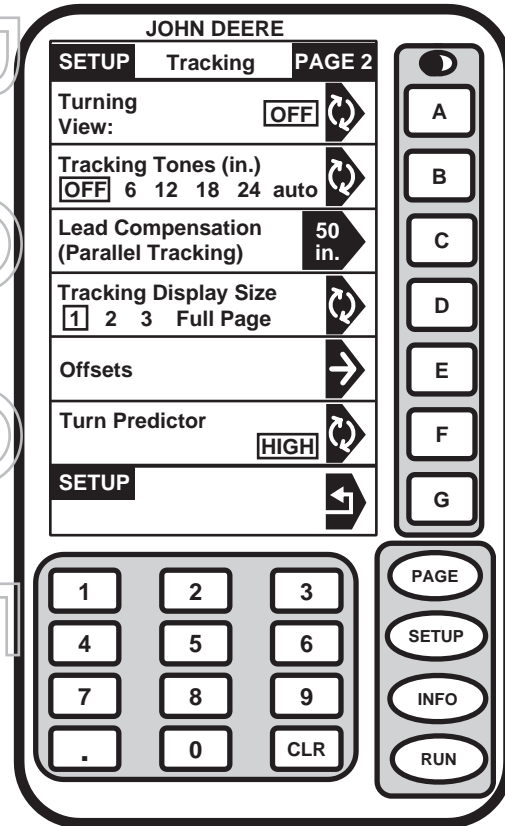 JOHN DEERE
SETUP Tracking PAGE 2
Turning
View: OFF
Tracking Tones (in.)
OFF 6 12 18 24 auto
Lead Compensation 50
(Parallel Tracking) in.
Tracking Display Size
1 2 3 Full Page
Offsets
Turn Predictor
HIGH
SETUP
A
B
C
D
E
F
G
1 2 3
4 5 6
7 8 9
. 0 CLR
PAGE
SETUP
INFO
RUN